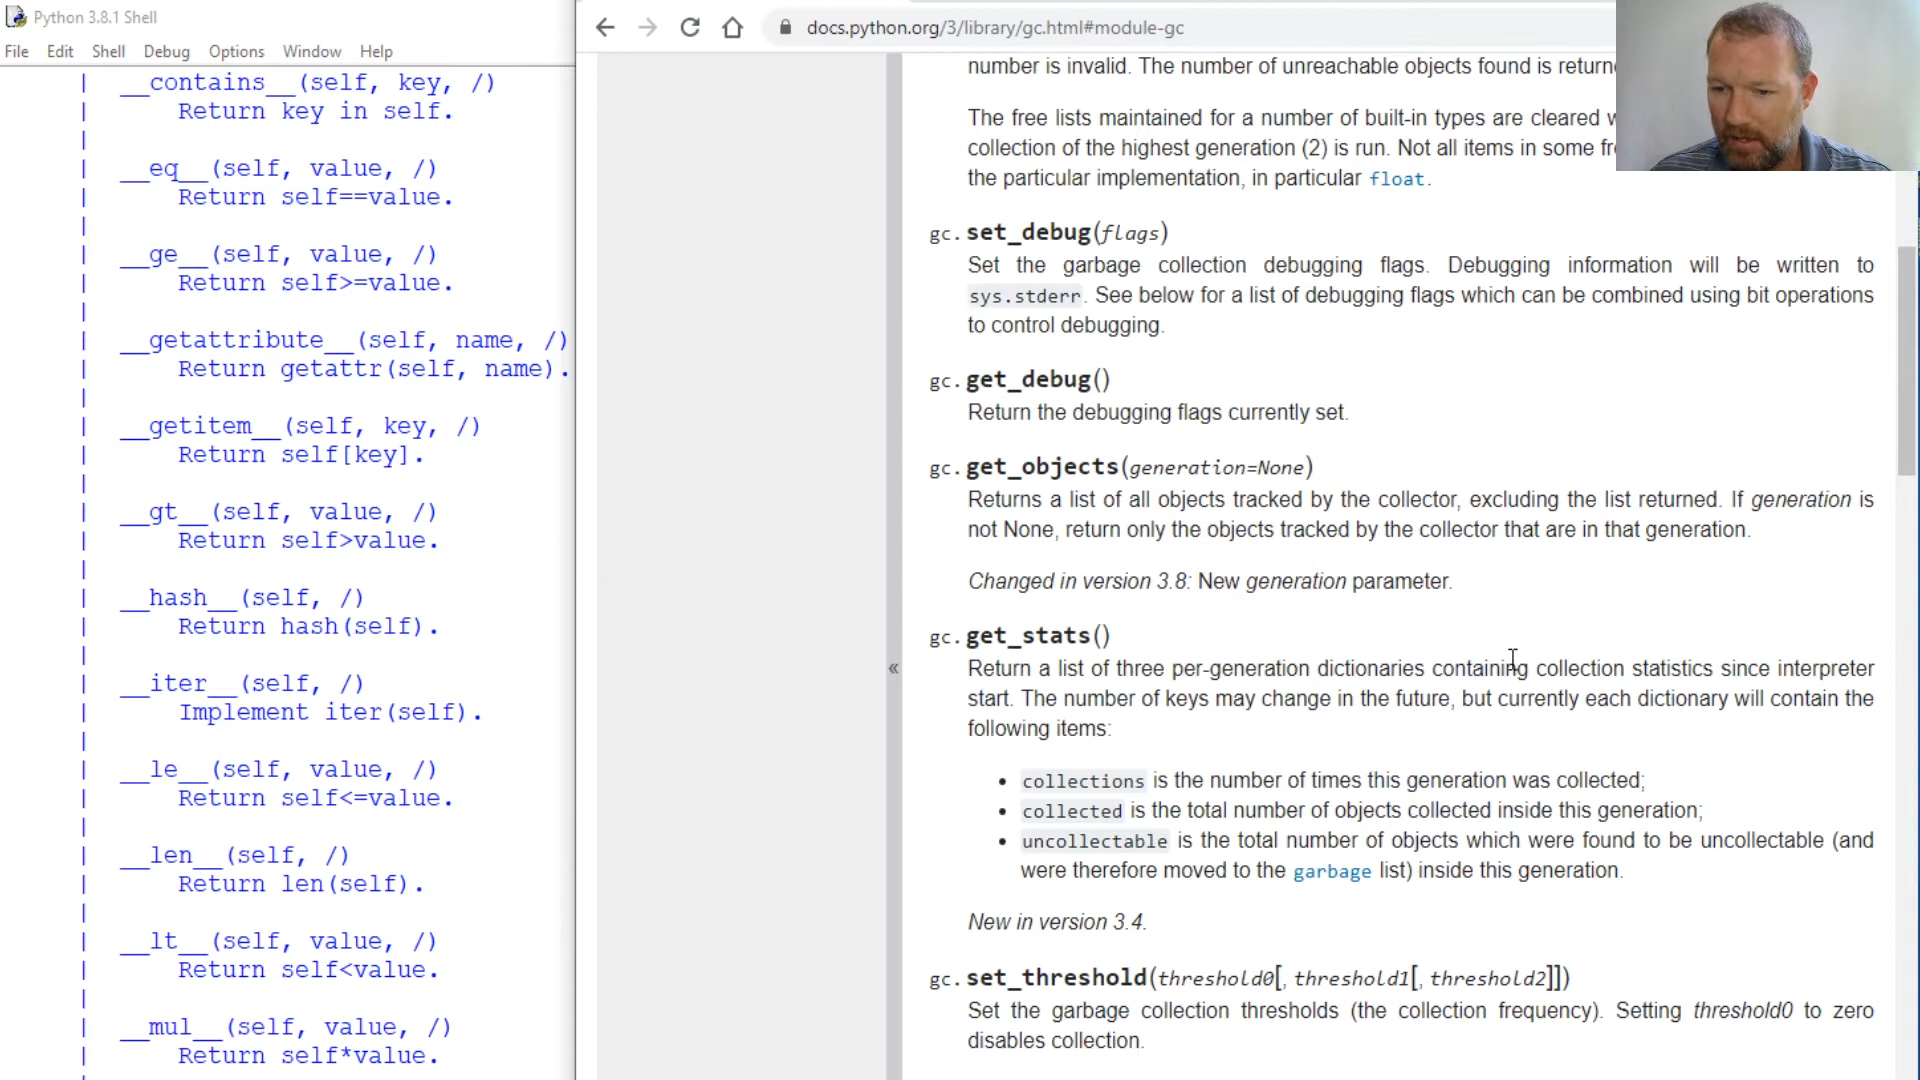 Python 3.8.1 Shell
File Edit Shell Debug Options Window Help
| __contains__(self, key, /)
| Return key in self.
|
| __eq__(self, value, /)
| Return self==value.
|
| __ge__(self, value, /)
| Return self>=value.
|
| __getattribute__(self, name, /)
| Return getattr(self, name).
|
| __getitem__(self, key, /)
| Return self[key].
|
| __gt__(self, value, /)
| Return self>value.
|
| __hash__(self, /)
| Return hash(self).
|
| __iter__(self, /)
| Implement iter(self).
|
| __le__(self, value, /)
| Return self<=value.
|
| __len__(self, /)
| Return len(self).
|
| __lt__(self, value, /)
| Return self<value.
|
| __mul__(self, value, /)
| Return self*value.
docs.python.org/3/library/gc.html#module-gc
number is invalid. The number of unreachable objects found is
The free lists maintained for a number of built-in types are cleared
collection of the highest generation (2) is run. Not all items in some
the particular implementation, in particular float.
gc.set_debug(flags)
Set the garbage collection debugging flags. Debugging information will be written to
sys.stderr. See below for a list of debugging flags which can be combined using bit operations
to control debugging.
gc.get_debug()
Return the debugging flags currently set.
gc.get_objects(generation=None)
Returns a list of all objects tracked by the collector, excluding the list returned. If generation is
not None, return only the objects tracked by the collector that are in that generation.
Changed in version 3.8: New generation parameter.
gc.get_stats()
«
Return a list of three per-generation dictionaries containing collection statistics since interpreter
start. The number of keys may change in the future, but currently each dictionary will contain the
following items:
• collections is the number of times this generation was collected;
• collected is the total number of objects collected inside this generation;
• uncollectable is the total number of objects which were found to be uncollectable (and
were therefore moved to the garbage list) inside this generation.
New in version 3.4.
gc.set_threshold(threshold0[, threshold1[, threshold2]])
Set the garbage collection thresholds (the collection frequency). Setting threshold0 to zero
disables collection.